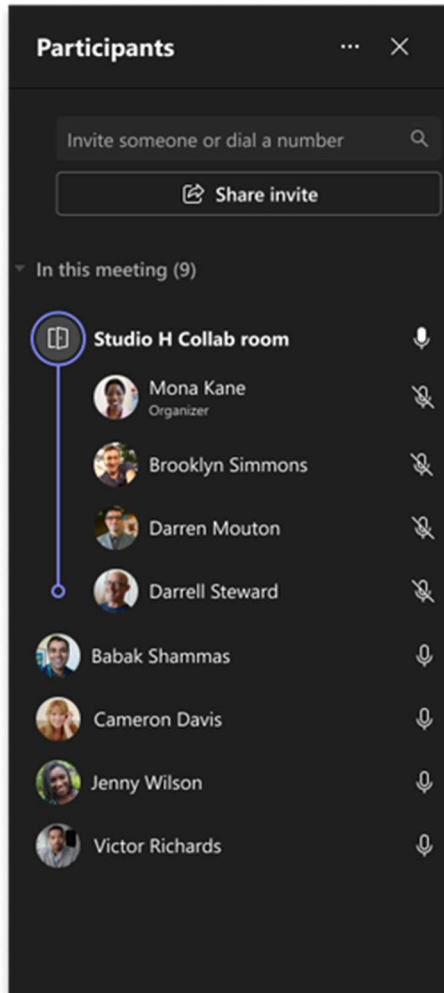 Participants
Invite someone or dial a number
Share invite
In this meeting (9)
Studio H Collab room
Mona Kane
Organizer
Brooklyn Simmons
Darren Mouton
Darrell Steward
Babak Shammas
Cameron Davis
Jenny Wilson
Victor Richards